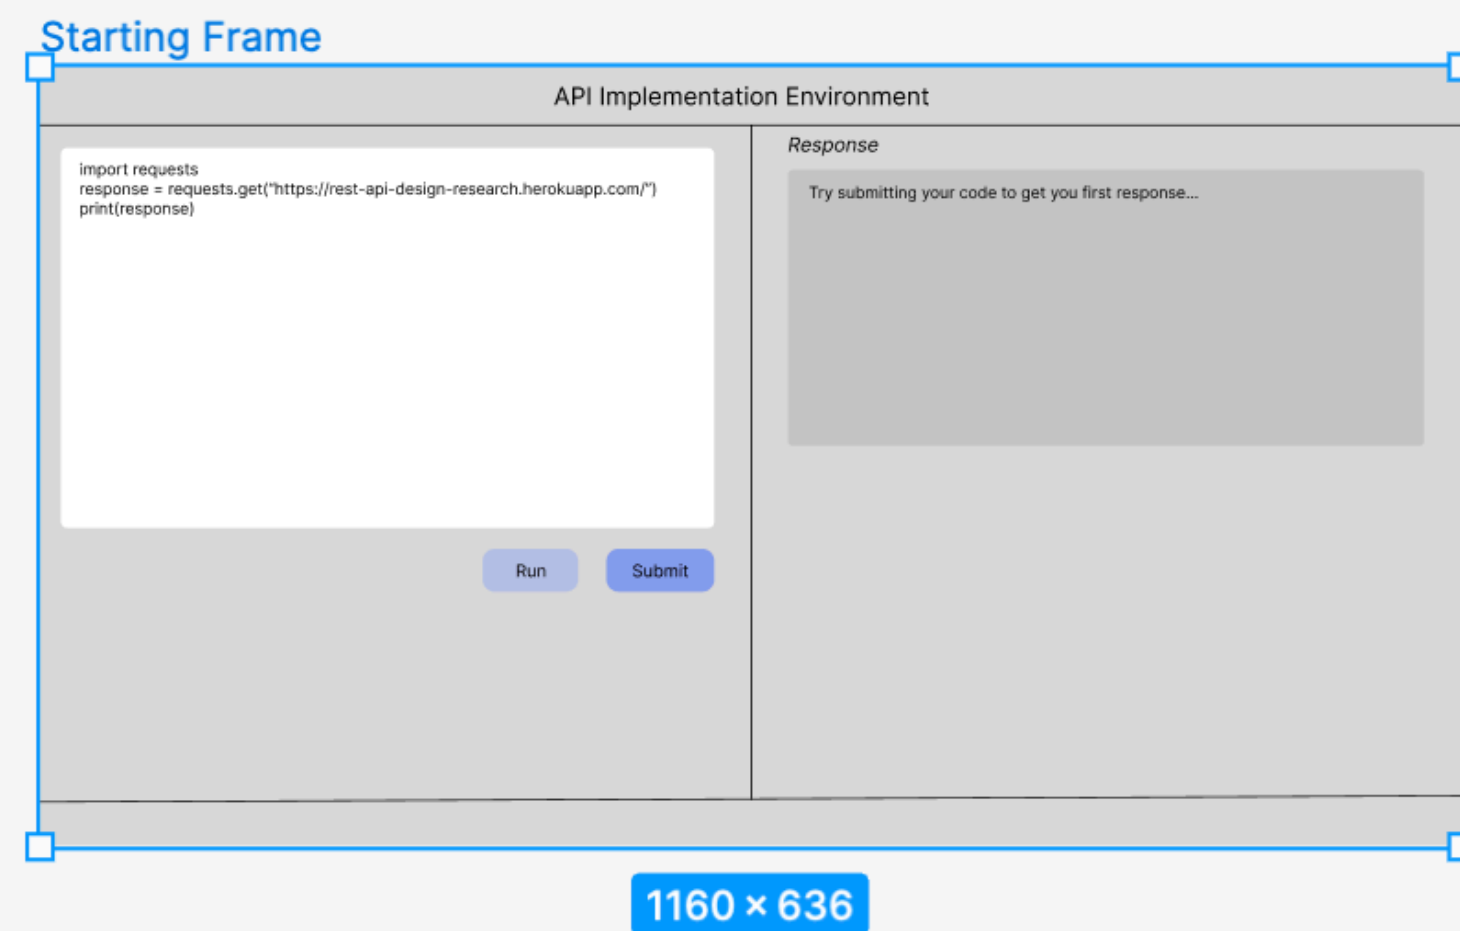 Starting Frame
API Implementation Environment
import requests
response = requests.get("https://rest-api-design-research.herokuapp.com/")
print(response)
Run
Submit
Response
Try submitting your code to get you first response...
1160 × 636